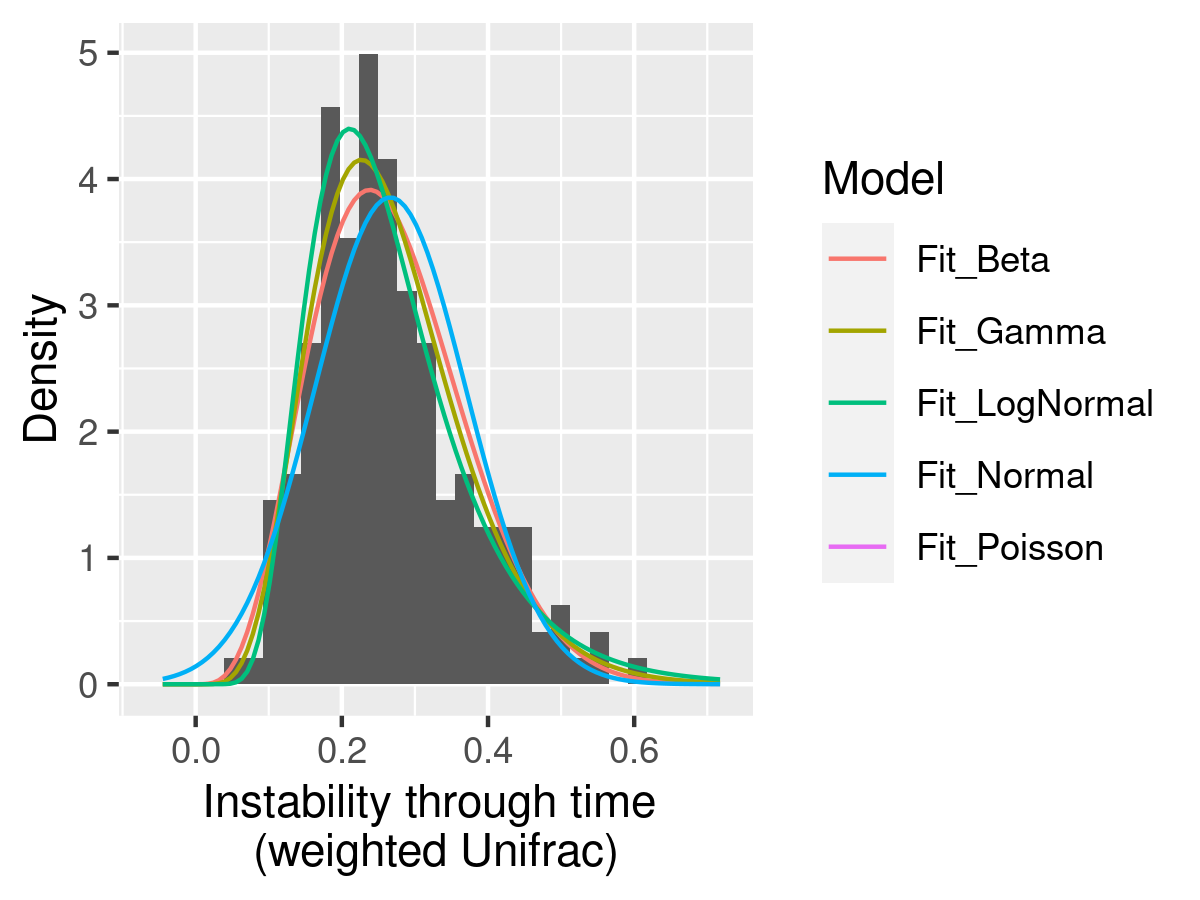 5
4
3
2
1
0
Density
0.0 0.2 0.4 0.6
Instability through time
(weighted Unifrac)
Model
Fit_Beta
Fit_Gamma
Fit_LogNormal
Fit_Normal
Fit_Poisson